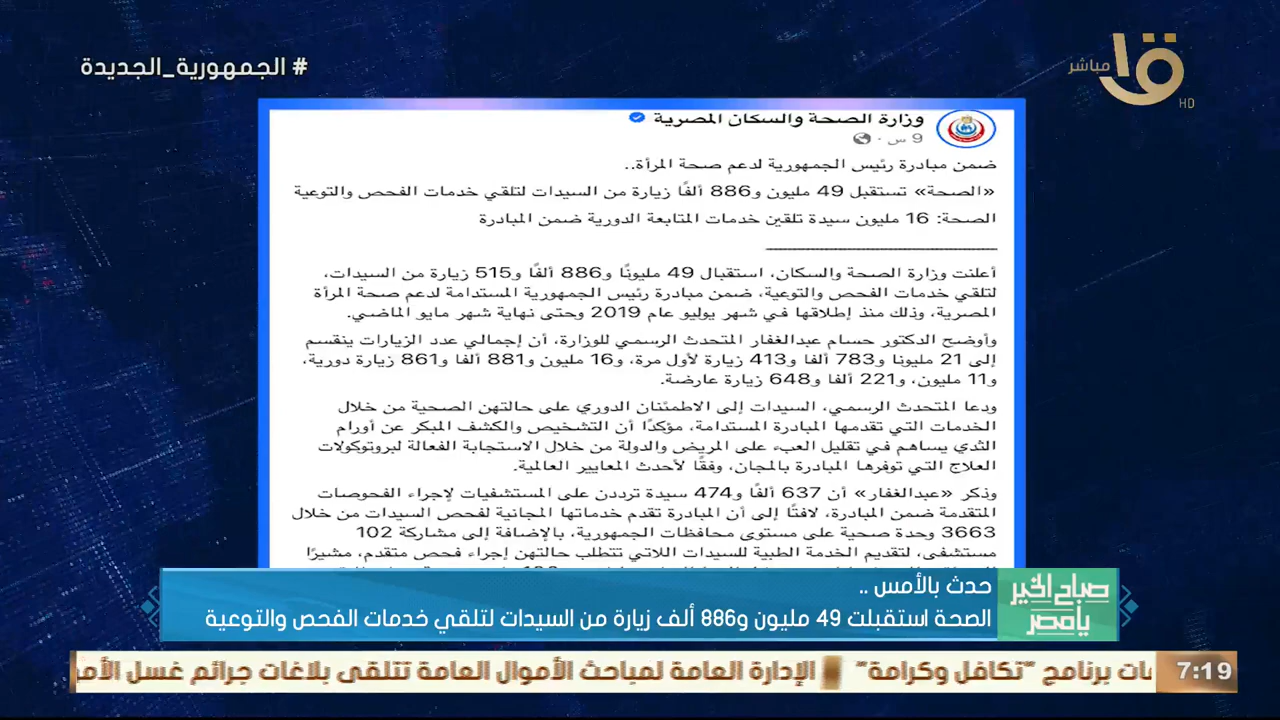 # الجمهورية_الجديدة
مباشر
HD
وزارة الصحة والسكان المصرية
9 س ·
ضمن مبادرة رئيس الجمهورية لدعم صحة المرأة..
«الصحة» تستقبل 49 مليون و886 ألفًا زيارة من السيدات لتلقي خدمات الفحص والتوعية
الصحة: 16 مليون سيدة تلقين خدمات المتابعة الدورية ضمن المبادرة
أعلنت وزارة الصحة والسكان، استقبال 49 مليونًا و886 ألفًا و515 زيارة من السيدات،
لتلقي خدمات الفحص والتوعية، ضمن مبادرة رئيس الجمهورية المستدامة لدعم صحة المرأة
المصرية، وذلك منذ إطلاقها في شهر يوليو عام 2019 وحتى نهاية شهر مايو الماضي.
وأوضح الدكتور حسام عبدالغفار المتحدث الرسمي للوزارة، أن إجمالي عدد الزيارات ينقسم
إلى 21 مليونا و783 ألفا و413 زيارة لأول مرة، و16 مليون و881 ألفا و861 زيارة دورية،
و11 مليون، و221 ألفا و648 زيارة عارضة.
ودعا المتحدث الرسمي، السيدات إلى الاطمئنان الدوري على حالتهن الصحية من خلال
الخدمات التي تقدمها المبادرة المستدامة، مؤكدًا أن التشخيص والكشف المبكر عن أورام
الثدي يساهم في تقليل العبء على المريض والدولة من خلال الاستجابة الفعالة لبروتوكولات
العلاج التي توفرها المبادرة بالمجان، وفقًا لأحدث المعايير العالمية.
وذكر «عبدالغفار» أن 637 ألفًا و474 سيدة ترددن على المستشفيات لإجراء الفحوصات
المتقدمة ضمن المبادرة، لافتًا إلى أن المبادرة تقدم خدماتها المجانية لفحص السيدات من خلال
3663 وحدة صحية على مستوى محافظات الجمهورية، بالإضافة إلى مشاركة 102
مستشفى، لتقديم الخدمة الطبية للسيدات اللاتي تتطلب حالتهن إجراء فحص متقدم، مشيرًا
حدث بالأمس ..
الصحة استقبلت 49 مليون و886 ألف زيارة من السيدات لتلقي خدمات الفحص والتوعية
صباح الخير
يا مصر
7:19
برنامج "تكافل وكرامة" الإدارة العامة لمباحث الأموال العامة تتلقى بلاغات جرائم غسل